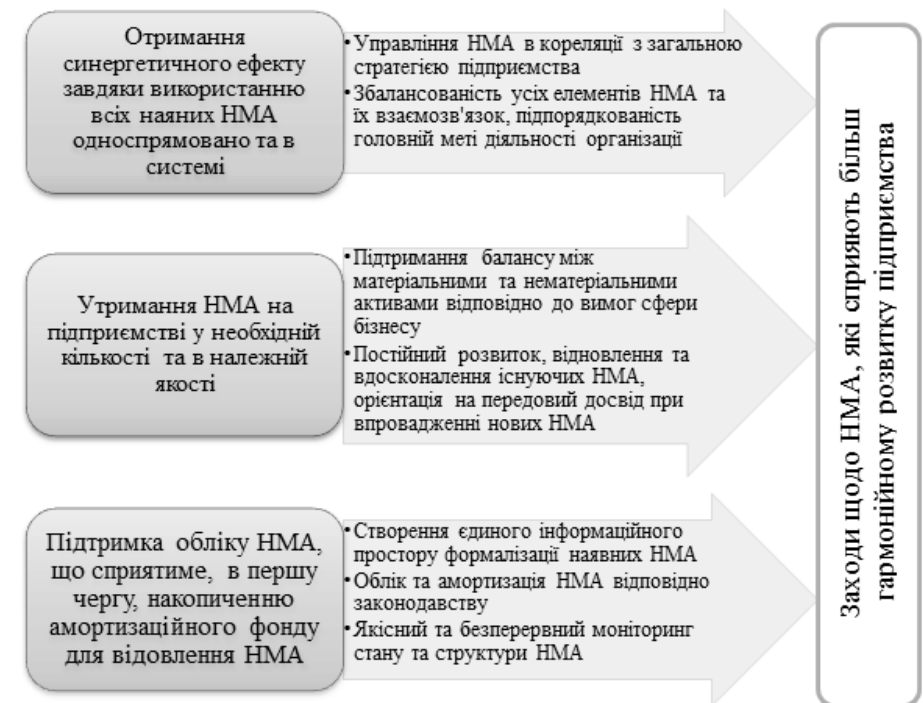 Отримання
синергетичного ефекту
завдяки використанню
всіх наяних НМА
односпрямовано та в
системі
•Управління НМА в кореляції з загальною
стратегією підприємства
•Збалансованість усіх елементів НМА та
їх взаємозв'язок, підпорядкованість
головній меті діяльності організації
Утримання НМА на
підприємстві у необхідній
кількості та в належній
якості
•Підтримання балансу між
матеріальними та нематеріальними
активами відповідно до вимог сфери
бізнесу
•Постійний розвиток, відновлення та
вдосконалення існуючих НМА,
орієнтація на передовий досвід при
впровадженні нових НМА
Підтримка обліку НМА,
що сприятиме, в першу
чергу, накопиченню
амортизаційного фонду
для відовлення НМА
•Створення єдиного інформаційного
простору формалізації наявних НМА
•Облік та амортизація НМА відповідно
законодавству
•Якісний та безперервний моніторинг
стану та структури НМА
Заходи щодо НМА, які сприяють більш
гармонійному розвитку підприємства